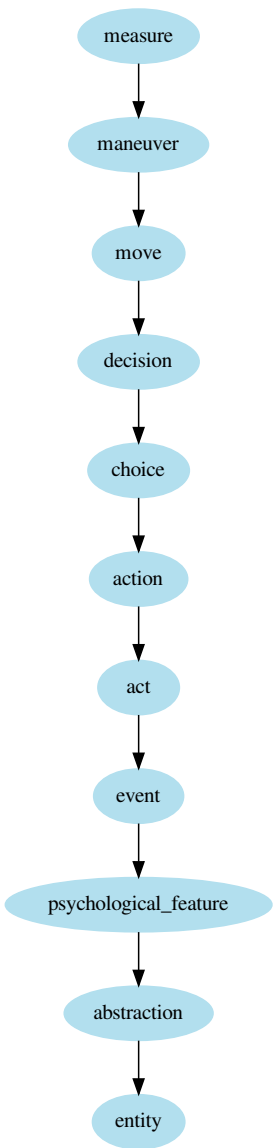 measure
maneuver
move
decision
choice
action
act
event
psychological_feature
abstraction
entity